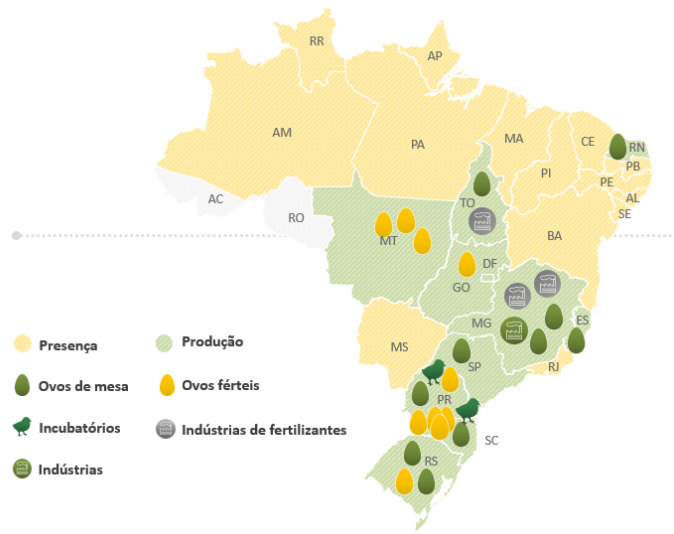 RR
AP
AM
PA
MA
CE
RN
PB
PI
PE
AL
SE
TO
AC
RO
BA
MT
DF
GO
MG
ES
MS
SP
RJ
PR
SC
RS
Presença
Produção
Ovos de mesa
Ovos férteis
Incubatórios
Indústrias de fertilizantes
Indústrias